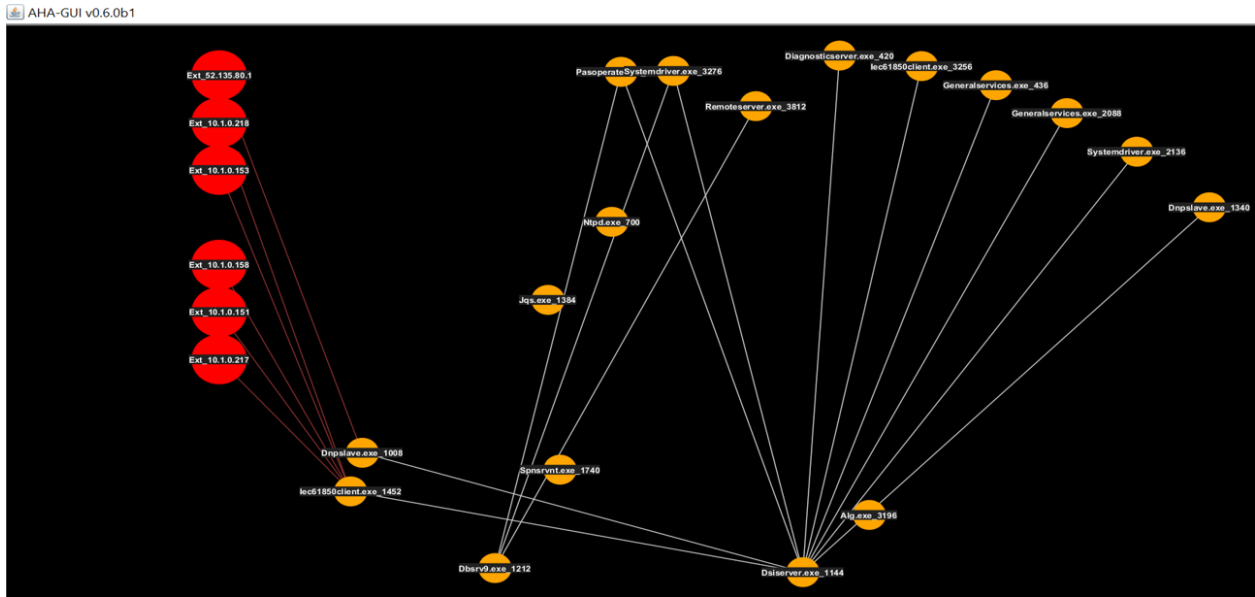 AHA-GUI v0.6.0b1
Diagnosticserver.exe_420
Iec61850client.exe_3256
Ext_52.135.80.1
Pasoperate
Systemdriver.exe_3276
Generalservices.exe_436
Remoteserver.exe_3812
Generalservices.exe_2088
Ext_10.1.0.218
Systemdriver.exe_2136
Ext_10.1.0.153
Dnpslave.exe_1340
Ntpd.exe_700
Ext_10.1.0.158
Jqs.exe_1384
Ext_10.1.0.151
Ext_10.1.0.217
Dnpslave.exe_1008
Spnsrvnt.exe_1740
Iec61850client.exe_1452
Alg.exe_3196
Dbsrv9.exe_1212
Dsiserver.exe_1144